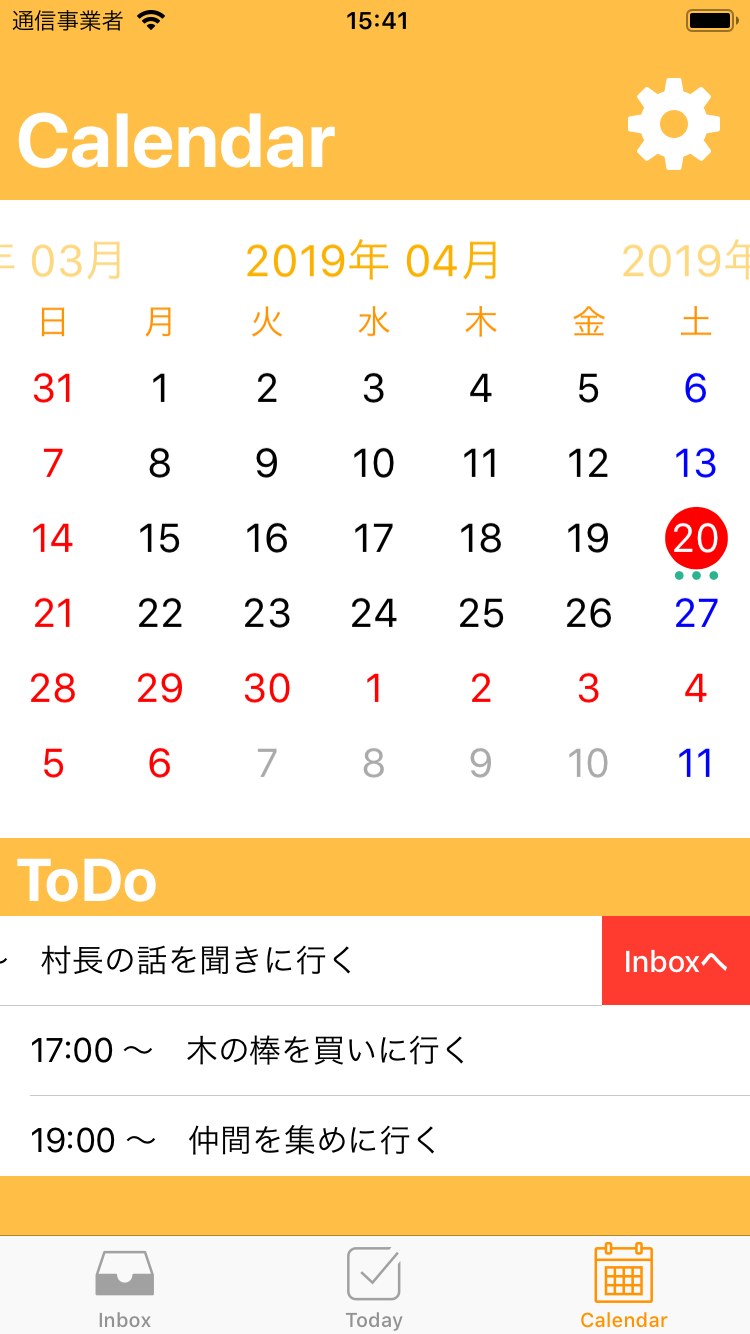 通信事業者 15:41
Calendar
年 03月 2019年 04月 2019年
日 月 火 水 木 金 土
31 1 2 3 4 5 6
7 8 9 10 11 12 13
14 15 16 17 18 19 20
21 22 23 24 25 26 27
28 29 30 1 2 3 4
5 6 7 8 9 10 11
ToDo
〜 村長の話を聞きに行く Inboxへ
17:00 〜 木の棒を買いに行く
19:00 〜 仲間を集めに行く
Inbox Today Calendar